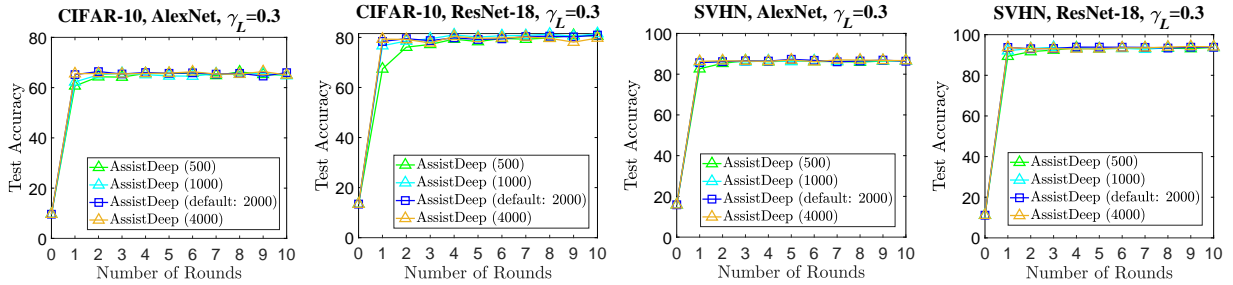 CIFAR-10, AlexNet, γL=0.3
Test Accuracy
80
60
40
20
0
AssistDeep (500)
AssistDeep (1000)
AssistDeep (default: 2000)
AssistDeep (4000)
0 1 2 3 4 5 6 7 8 9 10
Number of Rounds
CIFAR-10, ResNet-18, γL=0.3
Test Accuracy
80
60
40
20
0
AssistDeep (500)
AssistDeep (1000)
AssistDeep (default: 2000)
AssistDeep (4000)
0 1 2 3 4 5 6 7 8 9 10
Number of Rounds
SVHN, AlexNet, γL=0.3
Test Accuracy
100
80
60
40
20
0
AssistDeep (500)
AssistDeep (1000)
AssistDeep (default: 2000)
AssistDeep (4000)
0 1 2 3 4 5 6 7 8 9 10
Number of Rounds
SVHN, ResNet-18, γL=0.3
Test Accuracy
100
80
60
40
20
0
AssistDeep (500)
AssistDeep (1000)
AssistDeep (default: 2000)
AssistDeep (4000)
0 1 2 3 4 5 6 7 8 9 10
Number of Rounds